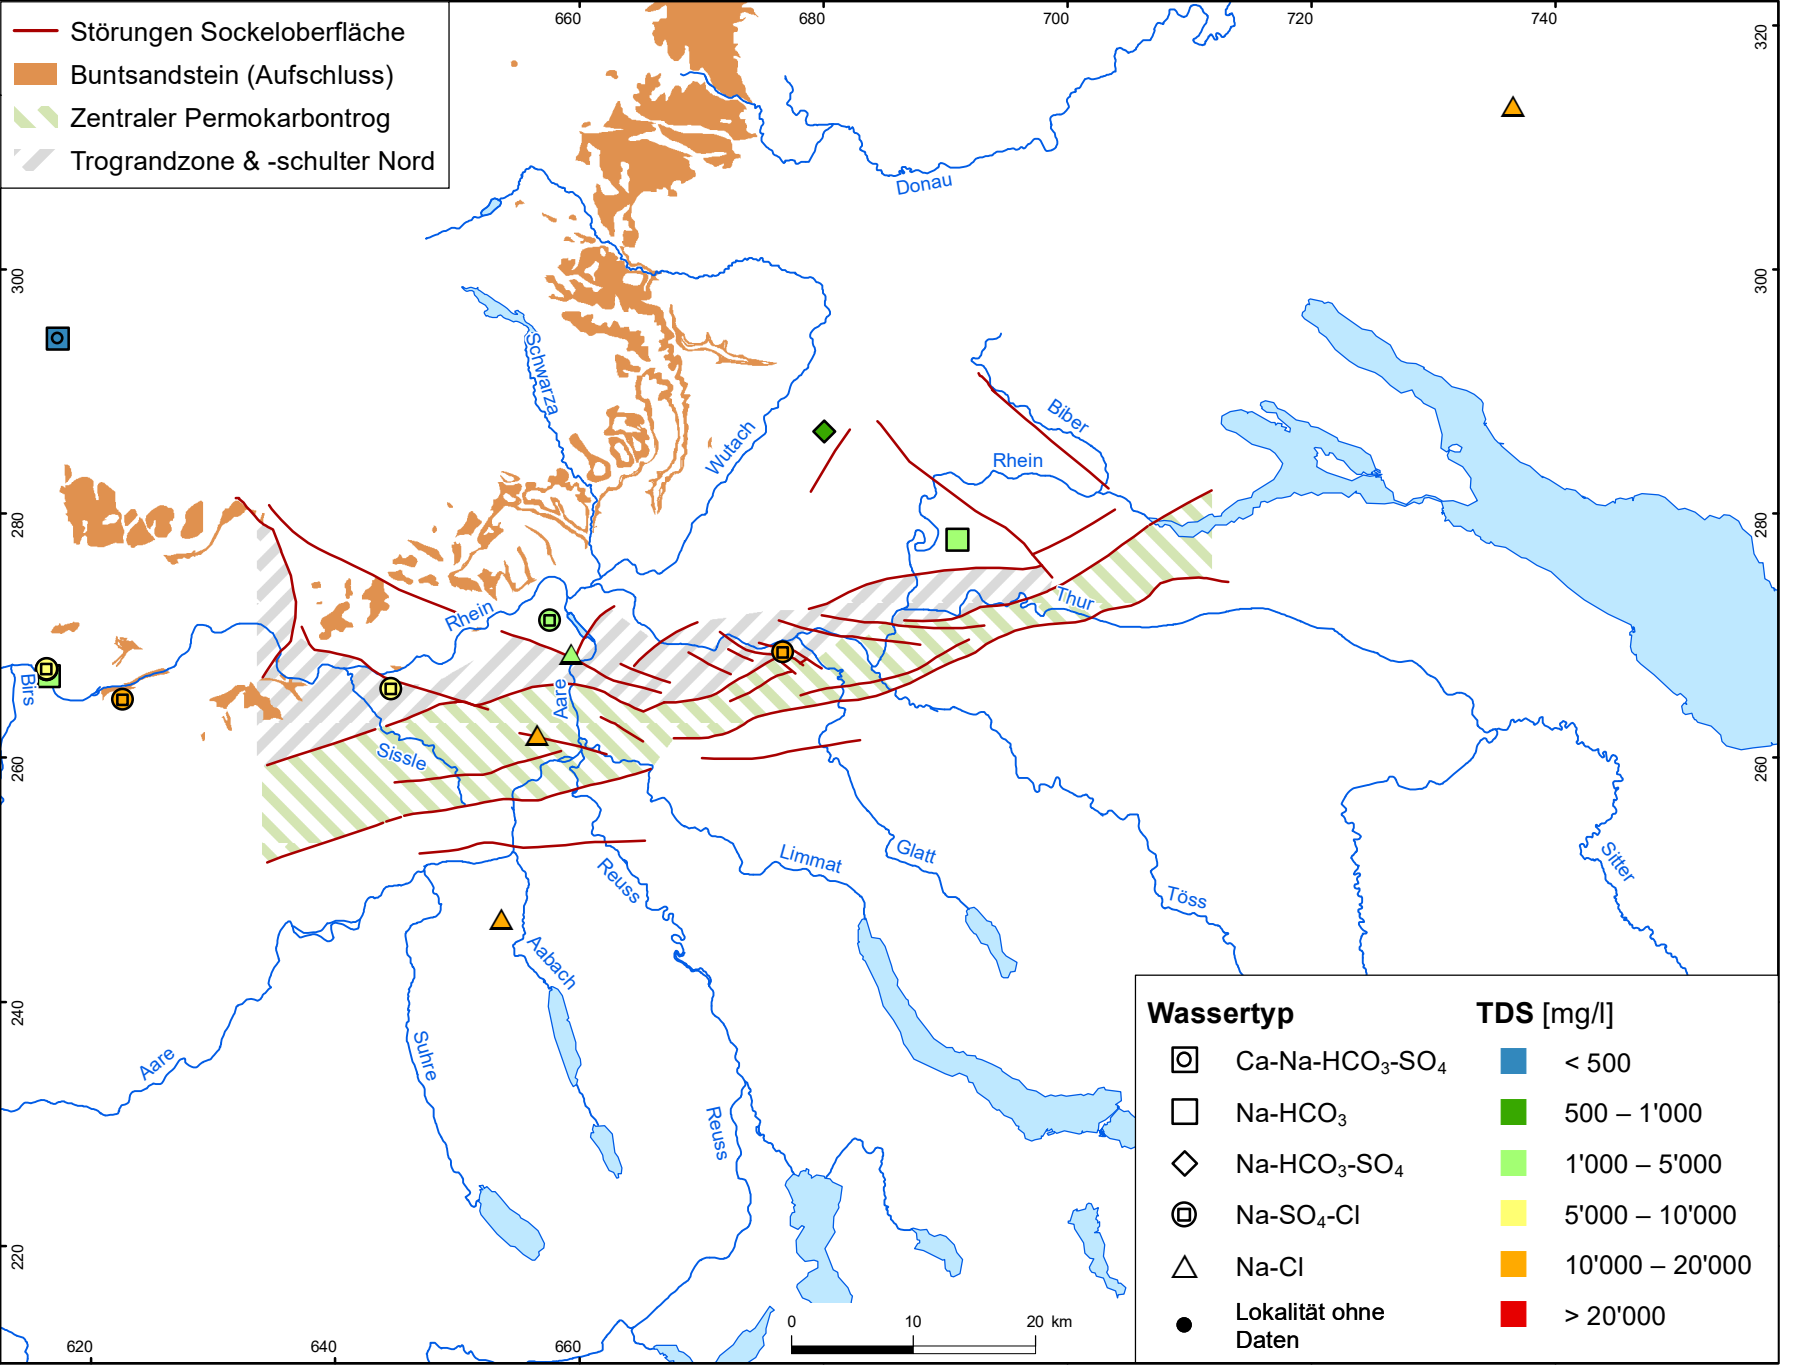 660
680
700
720
740
320
Störungen Sockeloberfläche
Buntsandstein (Aufschluss)
Zentraler Permokarbontrog
Trograndzone & -schulter Nord
Donau
300
300
Schwarza
Wutach
Biber
Rhein
280
280
Rhein
Thur
Birs
Aare
Sissle
260
260
Reuss
Limmat
Glatt
Töss
Sitter
Aabach
240
Aare
Suhre
Reuss
220
0 10 20 km
620
640
660
Wassertyp
Ca-Na-HCO₃-SO₄
Na-HCO₃
Na-HCO₃-SO₄
Na-SO₄-Cl
Na-Cl
Lokalität ohne
Daten
TDS [mg/l]
< 500
500 – 1'000
1'000 – 5'000
5'000 – 10'000
10'000 – 20'000
> 20'000